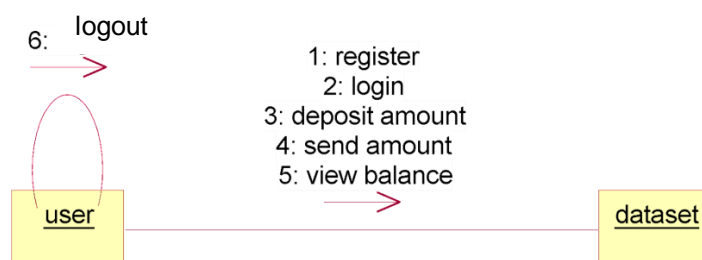 6: logout
1: register
2: login
3: deposit amount
4: send amount
5: view balance
user
dataset